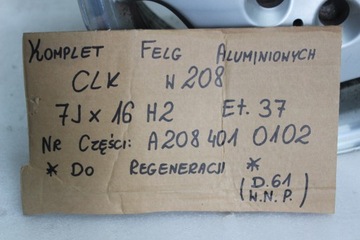 KOMPLET FELG ALUMINIOWYCH
CLK W208
7J x 16 H2 Et. 37
NR CZĘŚCI: A208 401 0102
* DO REGENERACJI *
(D.61
W.N.P.)